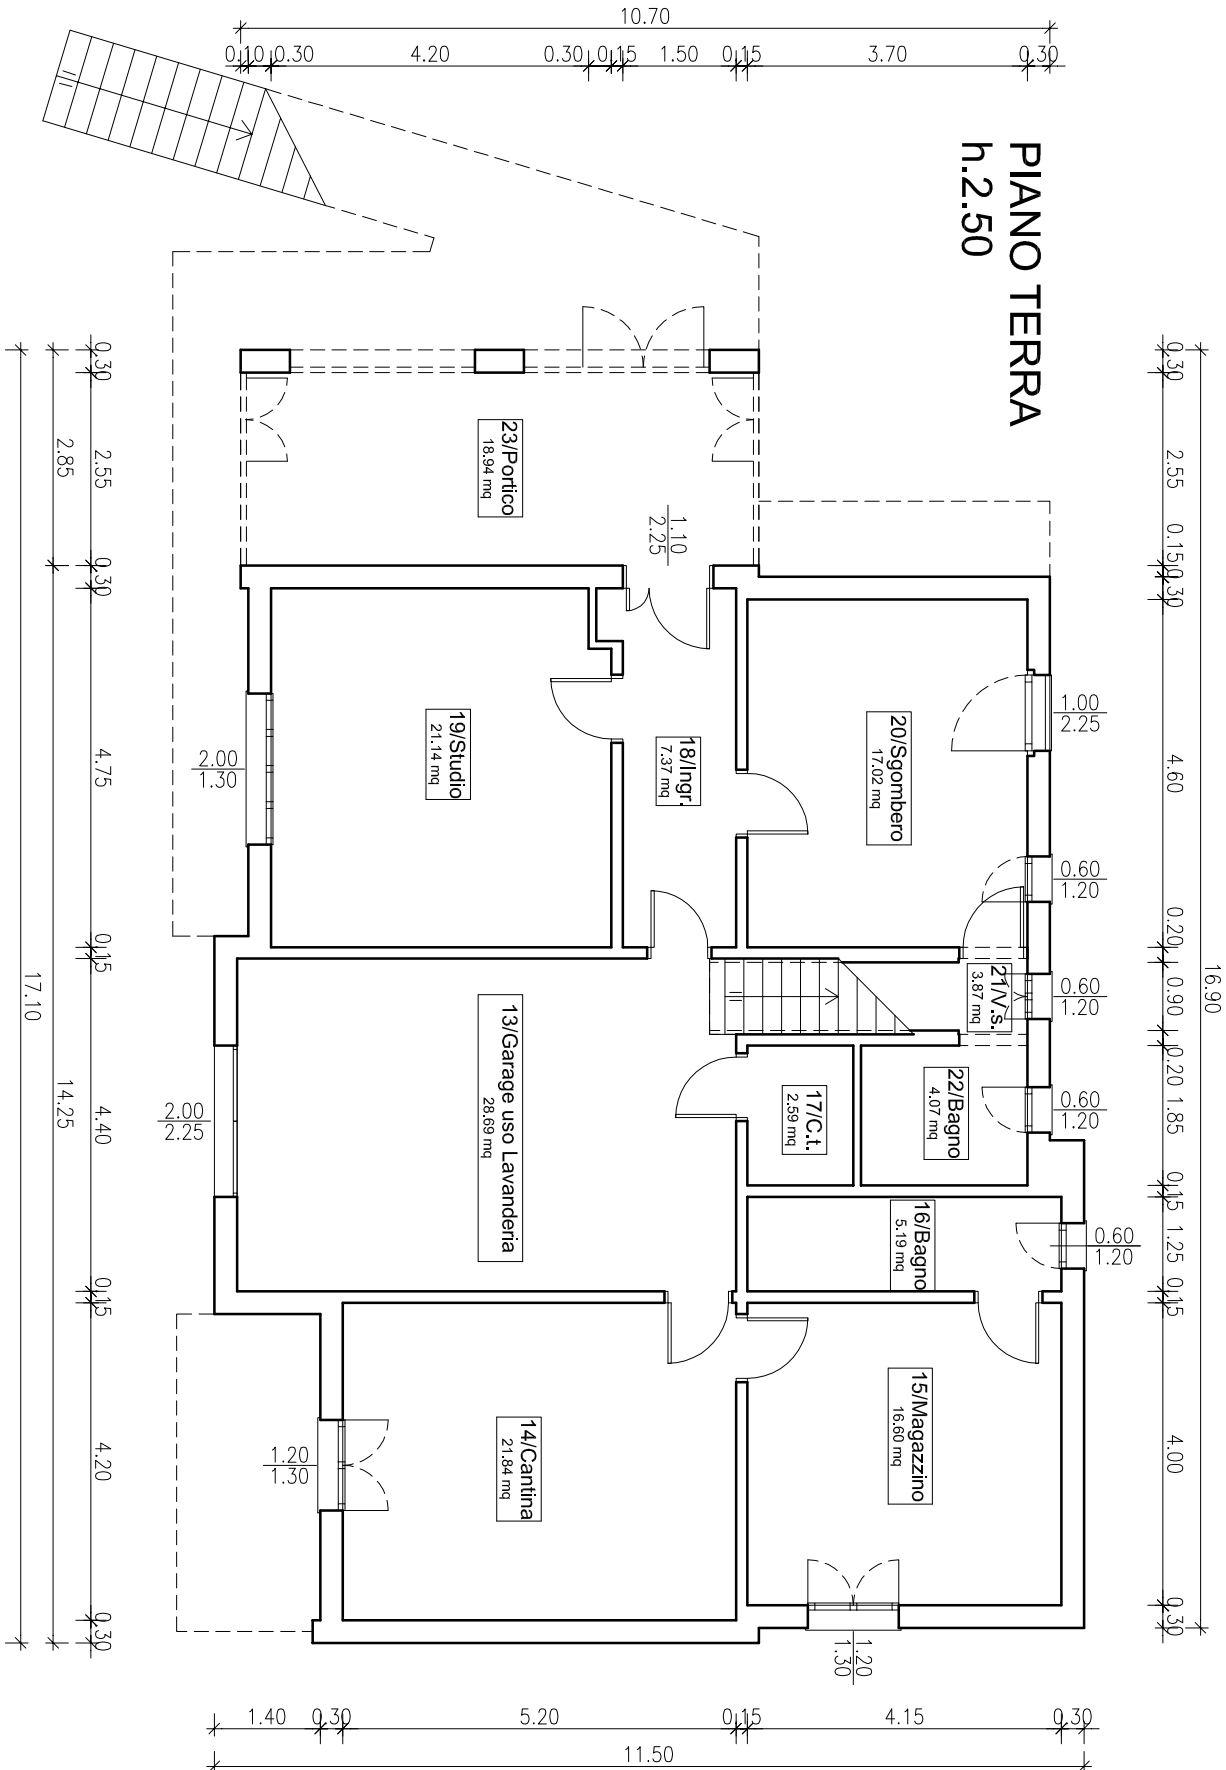 10.70
0.10 0.30 4.20 0.30 0.15 1.50 0.15 3.70 0.30
PIANO TERRA
h.2.50
23/Portico
18.94 mq
1.10
2.25
19/Studio
21.14 mq
18/Ingr.
7.37 mq
20/Sgombero
17.02 mq
1.00
2.25
2.00
1.30
0.60
1.20
21/V.s.
3.87 mq
0.60
1.20
13/Garage uso Lavanderia
28.69 mq
17/C.t.
2.59 mq
22/Bagno
4.07 mq
0.60
1.20
2.00
2.25
16/Bagno
5.19 mq
0.60
1.20
14/Cantina
21.84 mq
15/Magazzino
16.60 mq
1.20
1.30
1.20
1.30
16.90
0.30 2.55 0.15 0.30 4.60 0.20 0.90 0.20 1.85 0.15 1.25 0.15 4.00 0.30
0.30 2.55 0.30 4.75 0.15 4.40 0.15 4.20 0.30
2.85 14.25
17.10
1.40 0.30 5.20 0.15 4.15 0.30
11.50